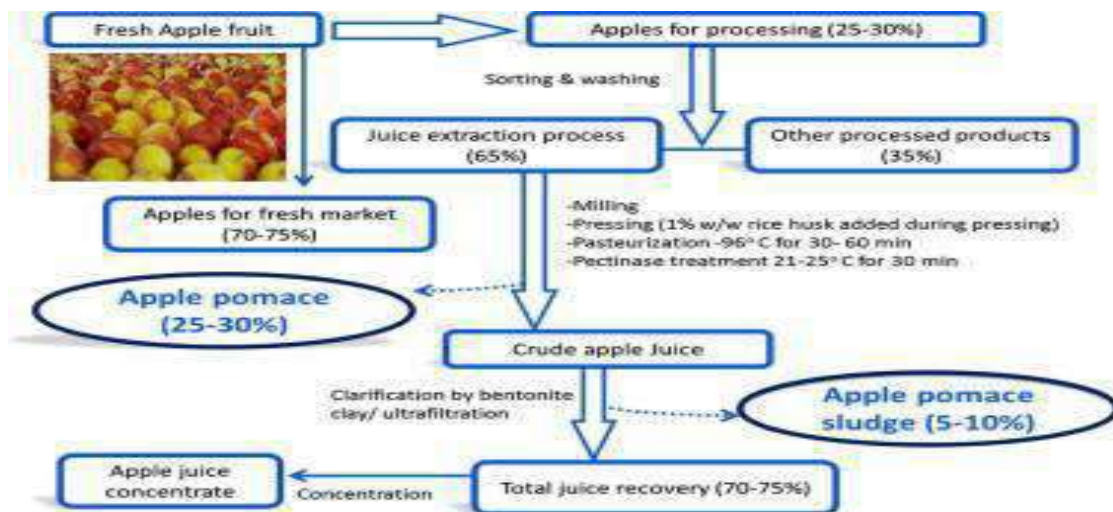 Fresh Apple fruit
Apples for processing (25-30%)
Sorting & washing
Juice extraction process
(65%)
Other processed products
(35%)
Apples for fresh market
(70-75%)
-Milling
-Pressing (1% w/w rice husk added during pressing)
-Pasteurization -96° C for 30- 60 min
-Pectinase treatment 21-25° C for 30 min
Apple pomace
(25-30%)
Crude apple Juice
Clarification by bentonite
clay/ ultrafiltration
Apple pomace
sludge (5-10%)
Apple juice
concentrate
Concentration
Total juice recovery (70-75%)